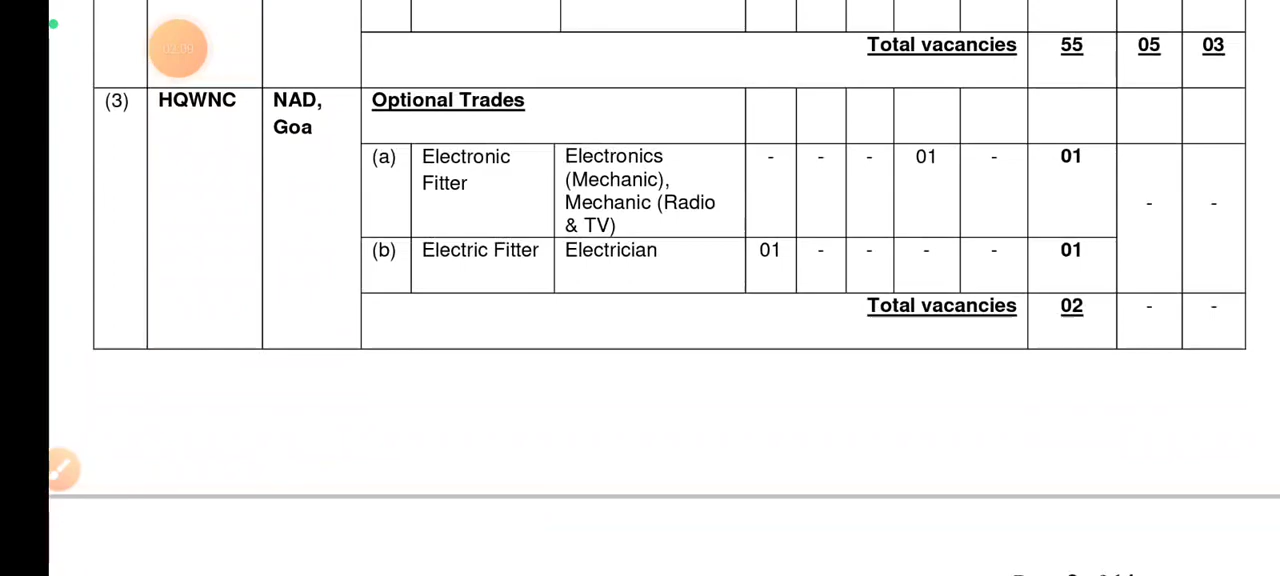 Total vacancies 55 05 03
(3) HQWNC NAD, Optional Trades
Goa
(a) Electronic Electronics - - - 01 - 01
Fitter (Mechanic),
Mechanic (Radio - -
& TV)
(b) Electric Fitter Electrician 01 - - - - 01
Total vacancies 02 - -